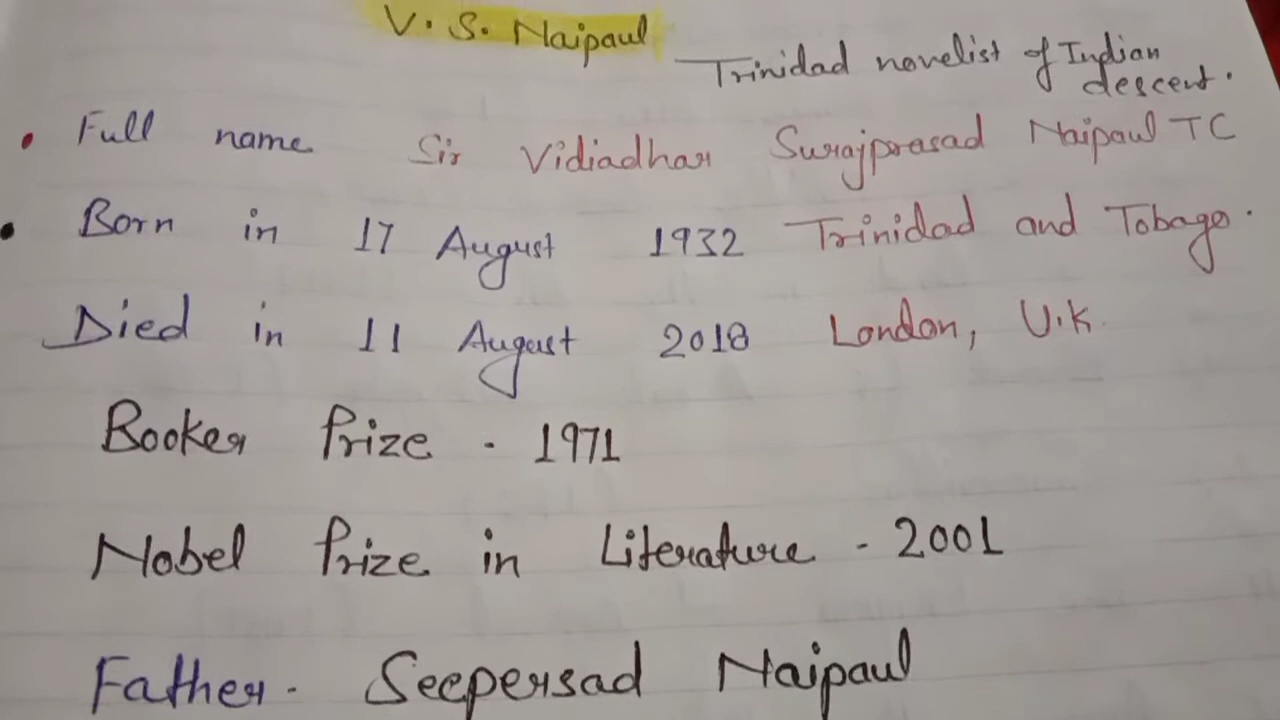 V. S. Naipaul
Trinidad novelist of Indian
descent.
Full name Sir Vidiadhar Surajprasad Naipaul TC
Born in 17 August 1932 Trinidad and Tobago.
Died in 11 August 2018 London, U.K.
Booker Prize - 1971
Nobel Prize in Literature - 2001
Father - Seepersad Naipaul